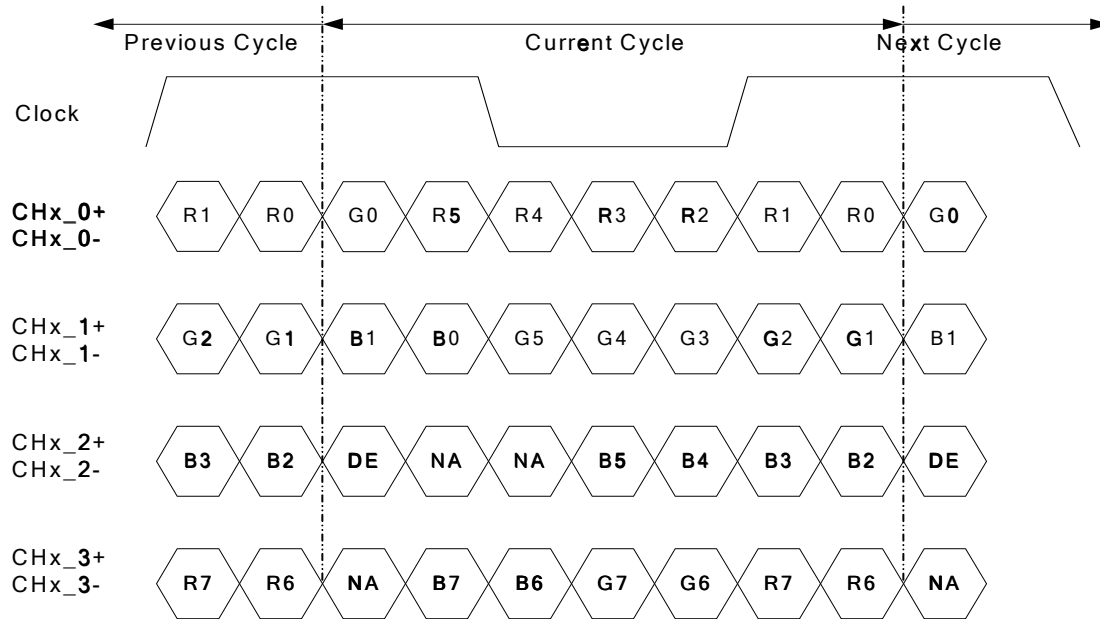 Previous Cycle Current Cycle Next Cycle
Clock
CHx_0+
CHx_0-
R1 R0 G0 R5 R4 R3 R2 R1 R0 G0
CHx_1+
CHx_1-
G2 G1 B1 B0 G5 G4 G3 G2 G1 B1
CHx_2+
CHx_2-
B3 B2 DE NA NA B5 B4 B3 B2 DE
CHx_3+
CHx_3-
R7 R6 NA B7 B6 G7 G6 R7 R6 NA